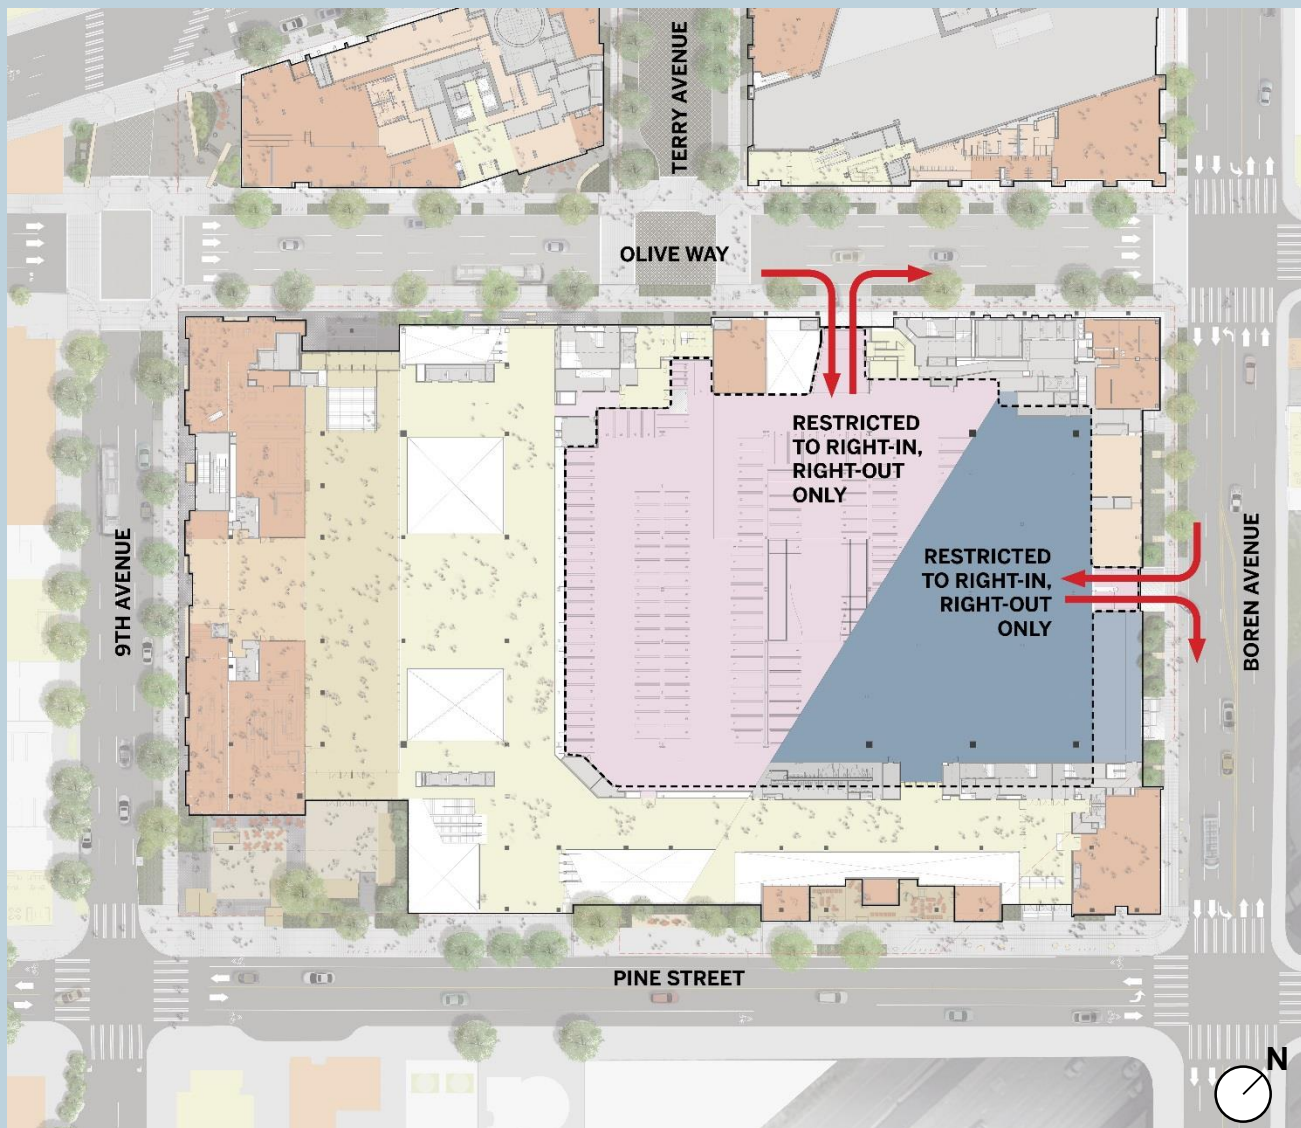 TERRY AVENUE
OLIVE WAY
RESTRICTED
TO RIGHT-IN,
RIGHT-OUT
ONLY
RESTRICTED
TO RIGHT-IN,
RIGHT-OUT
ONLY
9TH AVENUE
BOREN AVENUE
PINE STREET
N